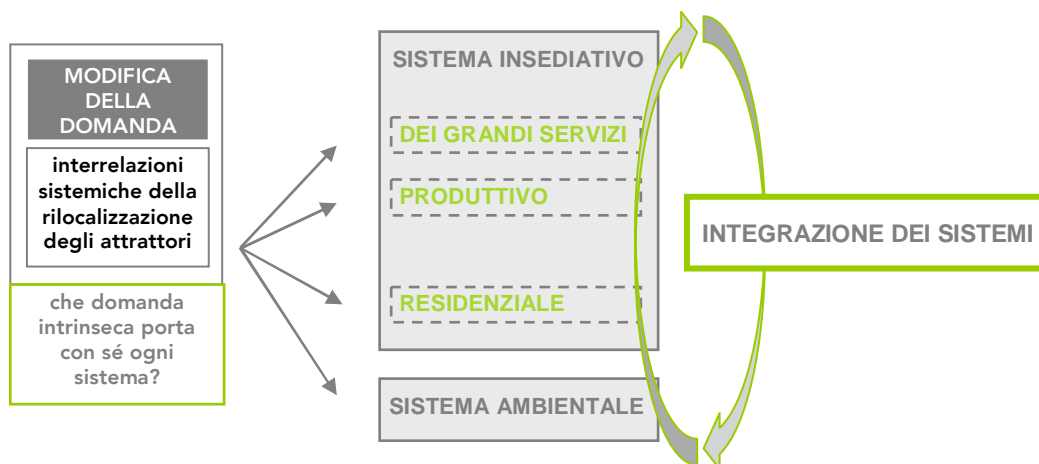 MODIFICA
DELLA
DOMANDA
interrelazioni
sistemiche della
rilocalizzazione
degli attrattori
che domanda
intrinseca porta
con sé ogni
sistema?
SISTEMA INSEDIATIVO
DEI GRANDI SERVIZI
PRODUTTIVO
RESIDENZIALE
SISTEMA AMBIENTALE
INTEGRAZIONE DEI SISTEMI